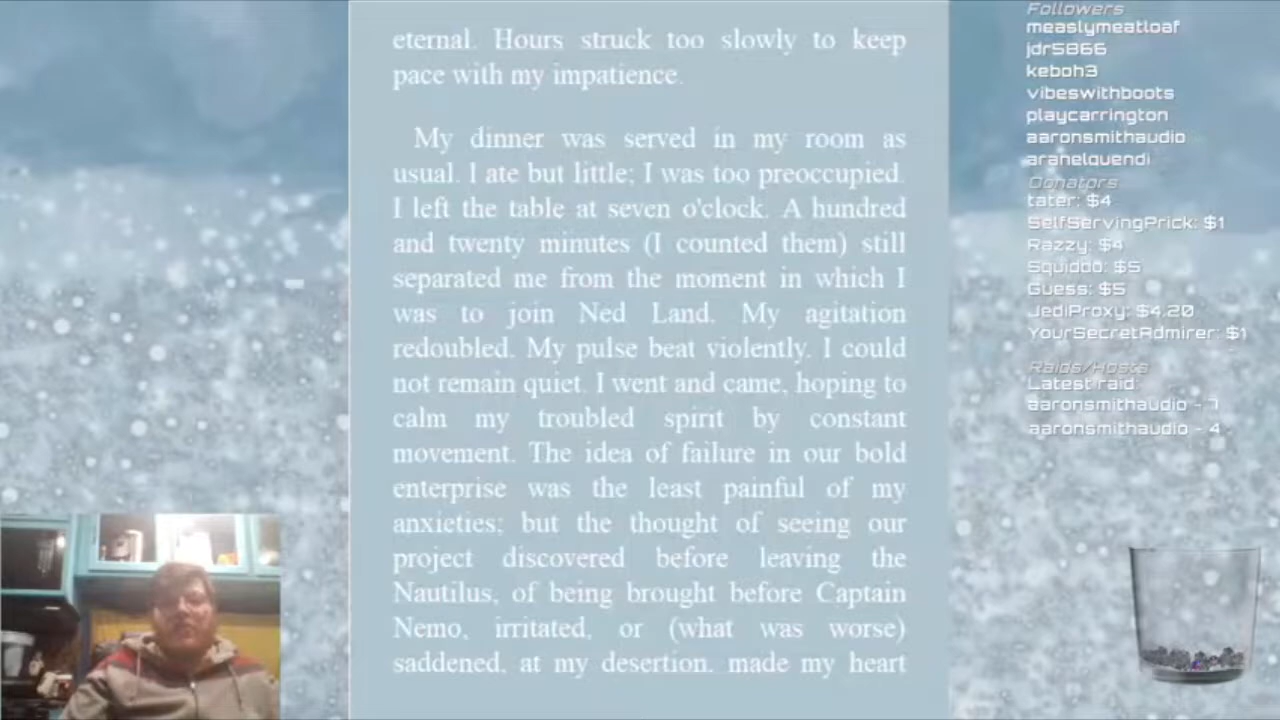 eternal. Hours struck too slowly to keep
pace with my impatience.
My dinner was served in my room as
usual. I ate but little; I was too preoccupied.
I left the table at seven o'clock. A hundred
and twenty minutes (I counted them) still
separated me from the moment in which I
was to join Ned Land. My agitation
redoubled. My pulse beat violently. I could
not remain quiet. I went and came, hoping to
calm my troubled spirit by constant
movement. The idea of failure in our bold
enterprise was the least painful of my
anxieties; but the thought of seeing our
project discovered before leaving the
Nautilus, of being brought before Captain
Nemo, irritated, or (what was worse)
saddened, at my desertion, made my heart
Followers
measlymeatloaf
jdr5866
keboh3
vibeswithboots
playcarrington
aaronsmithaudio
aranelquendi
Donators
tater: $4
SelfServingPrick: $1
Razzy: $4
Squidoo: $5
Guess: $5
JediProxy: $4.20
YourSecretAdmirer: $1
Raids/Hosts
Latest raid:
aaronsmithaudio - 7
aaronsmithaudio - 4